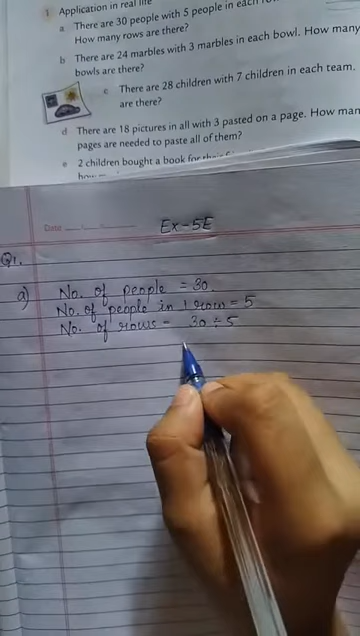 1 Application in real life
a There are 30 people with 5 people in each
How many rows are there?
b There are 24 marbles with 3 marbles in each bowl. How many
bowls are there?
c There are 28 children with 7 children in each team.
are there?
d There are 18 pictures in all with 3 pasted on a page. How
pages are needed to paste all of them?
e 2 children bought a book for
Date
Ex-5E
Q1.
a) No. of people = 30.
No. of people in 1 row = 5
No. of rows = 30 ÷ 5